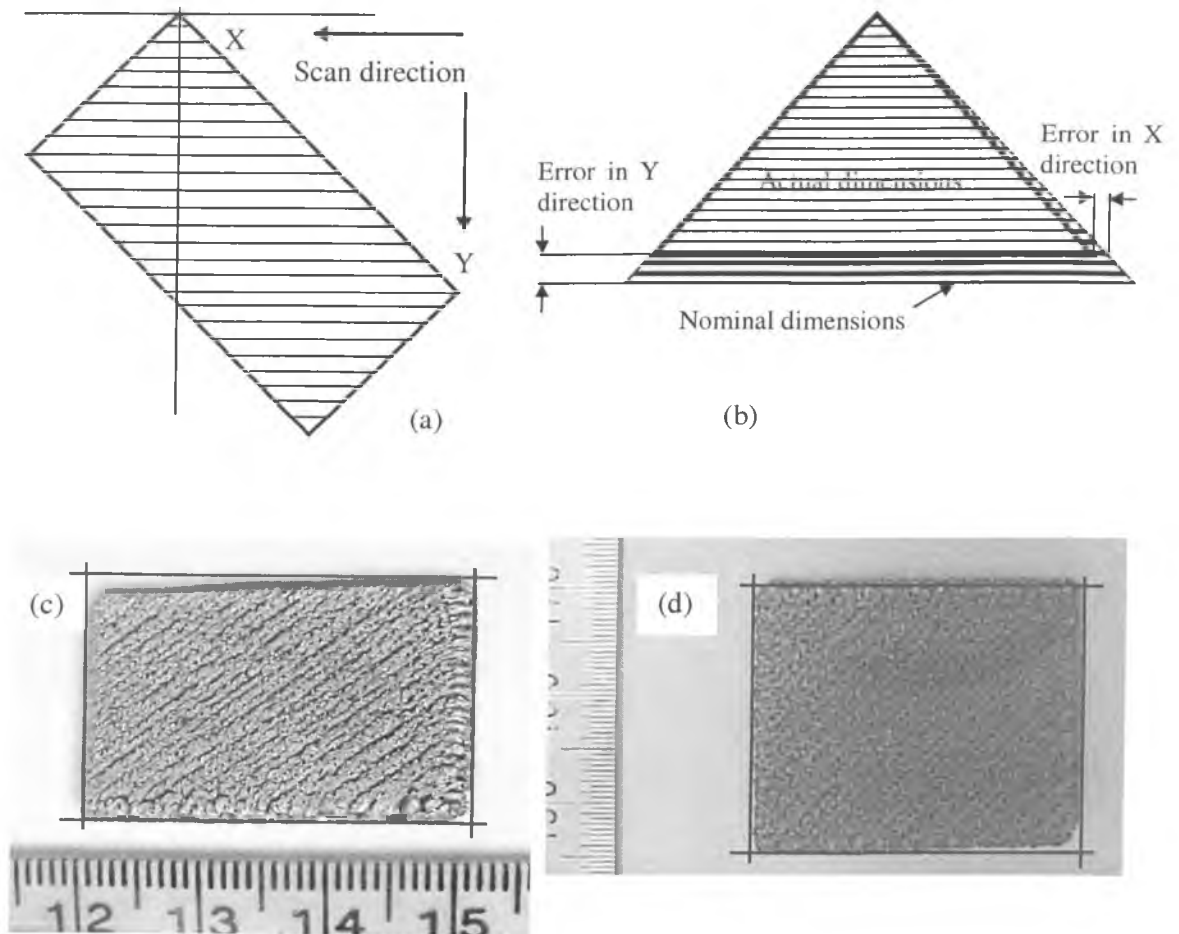 X
Scan direction
Y
(a)
Error in Y
direction
Actual dimensions
Error in X
direction
Nominal dimensions
(b)
(c)
12 13 14 15
(d)